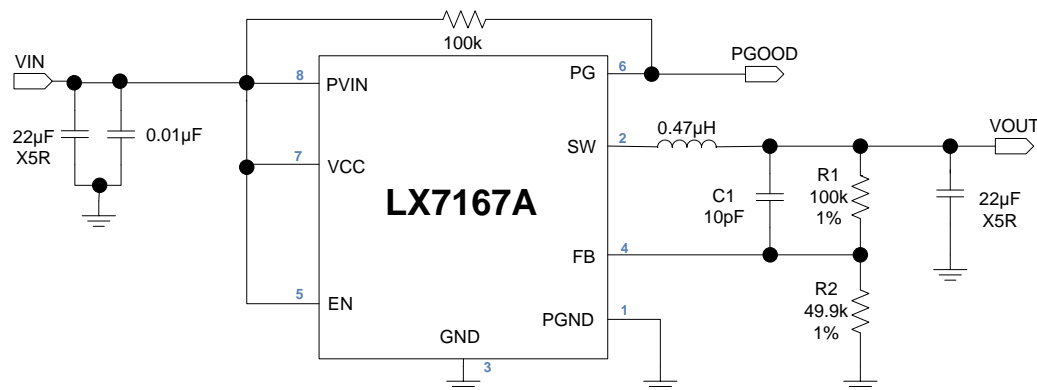 100k
VIN
PGOOD
8
PVIN
PG
6
22µF
X5R
0.01µF
7
VCC
SW
2
0.47µH
VOUT
LX7167A
C1
10pF
R1
100k
1%
22µF
X5R
FB
4
5
EN
R2
49.9k
1%
PGND
1
GND
3